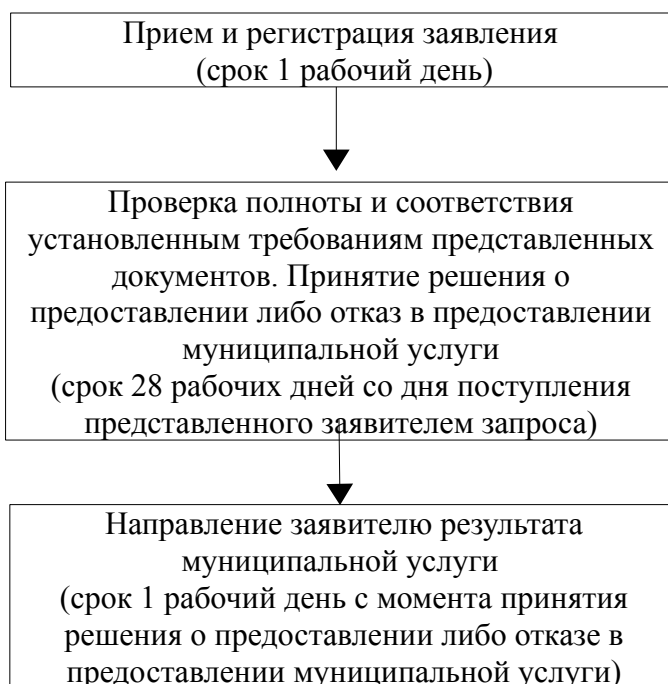 Прием и регистрация заявления
(срок 1 рабочий день)
Проверка полноты и соответствия
установленным требованиям представленных
документов. Принятие решения о
предоставлении либо отказ в предоставлении
муниципальной услуги
(срок 28 рабочих дней со дня поступления
представленного заявителем запроса)
Направление заявителю результата
муниципальной услуги
(срок 1 рабочий день с момента принятия
решения о предоставлении либо отказе в
предоставлении муниципальной услуги)